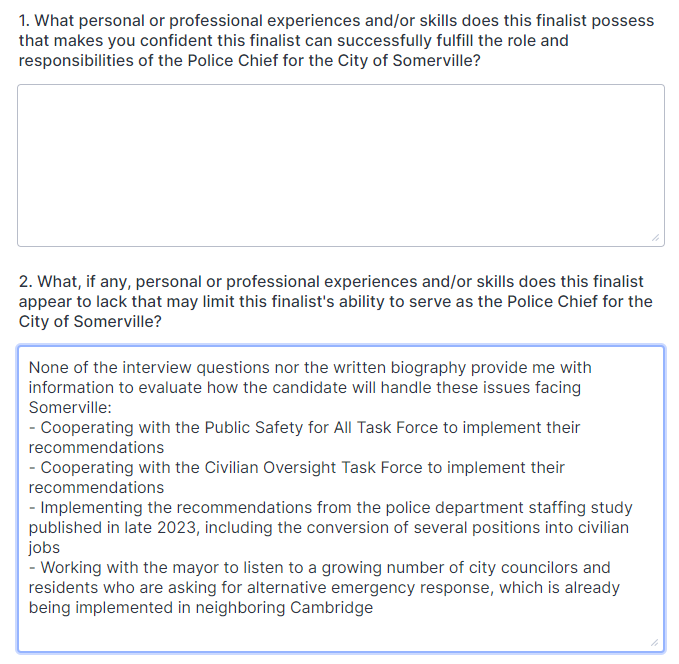 1. What personal or professional experiences and/or skills does this finalist possess
that makes you confident this finalist can successfully fulfill the role and
responsibilities of the Police Chief for the City of Somerville?
2. What, if any, personal or professional experiences and/or skills does this finalist
appear to lack that may limit this finalist's ability to serve as the Police Chief for the
City of Somerville?
None of the interview questions nor the written biography provide me with
information to evaluate how the candidate will handle these issues facing
Somerville:
- Cooperating with the Public Safety for All Task Force to implement their
recommendations
- Cooperating with the Civilian Oversight Task Force to implement their
recommendations
- Implementing the recommendations from the police department staffing study
published in late 2023, including the conversion of several positions into civilian
jobs
- Working with the mayor to listen to a growing number of city councilors and
residents who are asking for alternative emergency response, which is already
being implemented in neighboring Cambridge